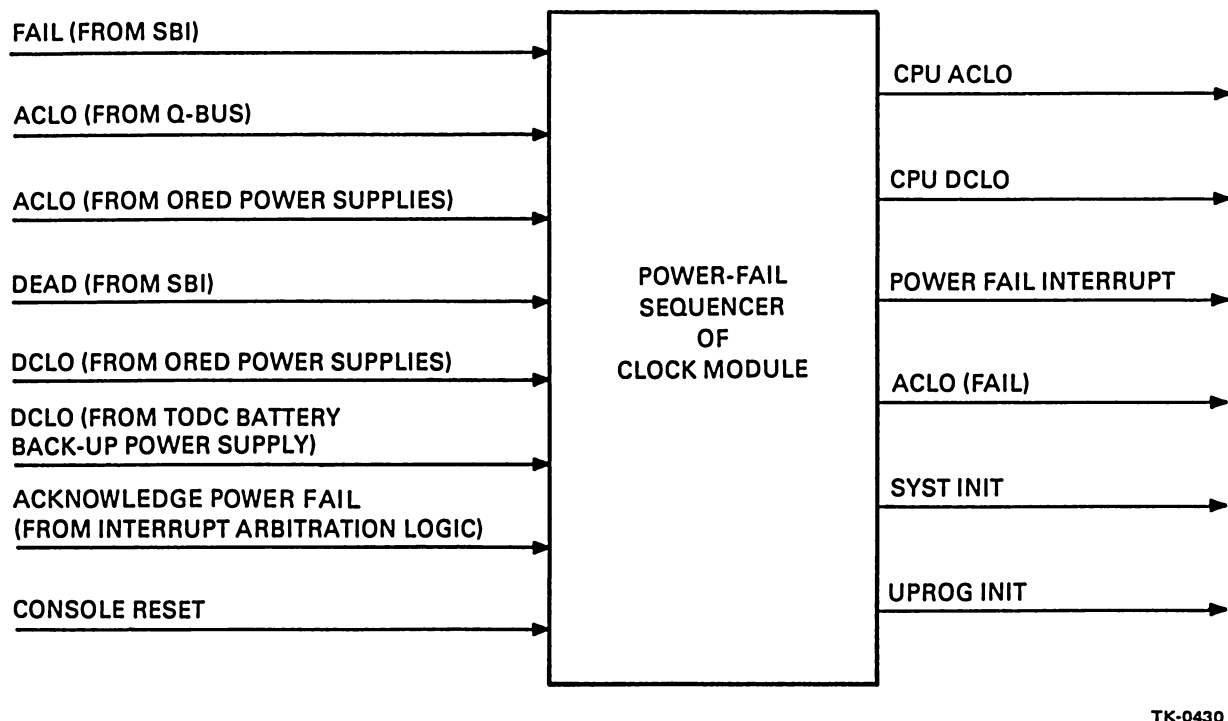 FAIL (FROM SBI)
ACLO (FROM Q-BUS)
ACLO (FROM ORED POWER SUPPLIES)
DEAD (FROM SBI)
DCLO (FROM ORED POWER SUPPLIES)
DCLO (FROM TODC BATTERY
BACK-UP POWER SUPPLY)
ACKNOWLEDGE POWER FAIL
(FROM INTERRUPT ARBITRATION LOGIC)
CONSOLE RESET
POWER-FAIL
SEQUENCER
OF
CLOCK MODULE
CPU ACLO
CPU DCLO
POWER FAIL INTERRUPT
ACLO (FAIL)
SYST INIT
UPROG INIT
TK-0430